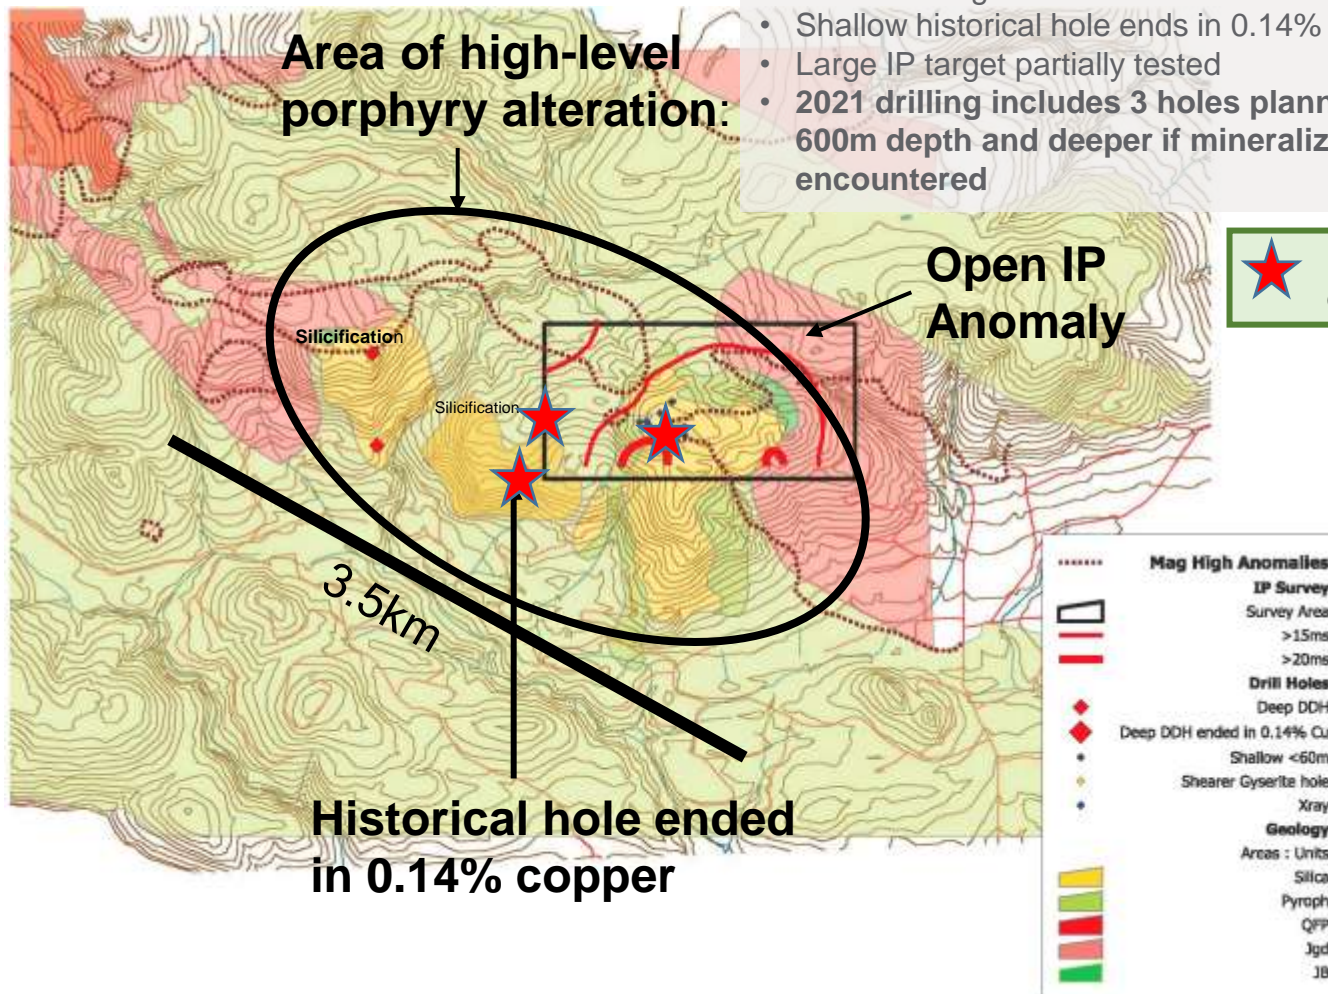 Area of high-level
porphyry alteration:
• Shallow historical hole ends in 0.14%
• Large IP target partially tested
• 2021 drilling includes 3 holes
600m depth and deeper if
encountered
Open IP
Anomaly
Silicification
Silicification
3.5km
Historical hole ended
in 0.14% copper
Mag High Anomalies
IP Survey
Survey Area
>15ms
>20ms
Drill Holes
Deep DDH
Deep DDH ended in 0.14% Cu
Shallow <60m
Shearer Gyserite hole
Xray
Geology
Areas : Units
Silica
Pyroph
QFP
Jgd
JB